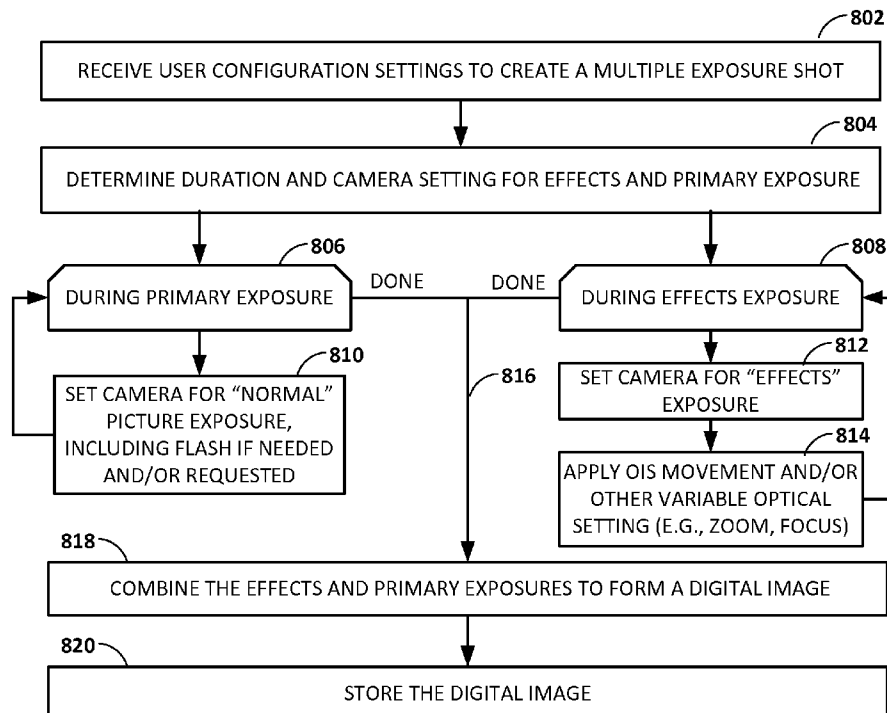 802
RECEIVE USER CONFIGURATION SETTINGS TO CREATE A MULTIPLE EXPOSURE SHOT
804
DETERMINE DURATION AND CAMERA SETTING FOR EFFECTS AND PRIMARY EXPOSURE
806
DURING PRIMARY EXPOSURE
DONE
DONE
808
DURING EFFECTS EXPOSURE
810
SET CAMERA FOR “NORMAL”
PICTURE EXPOSURE,
INCLUDING FLASH IF NEEDED
AND/OR REQUESTED
816
812
SET CAMERA FOR “EFFECTS”
EXPOSURE
814
APPLY OIS MOVEMENT AND/OR
OTHER VARIABLE OPTICAL
SETTING (E.G., ZOOM, FOCUS)
818
COMBINE THE EFFECTS AND PRIMARY EXPOSURES TO FORM A DIGITAL IMAGE
820
STORE THE DIGITAL IMAGE